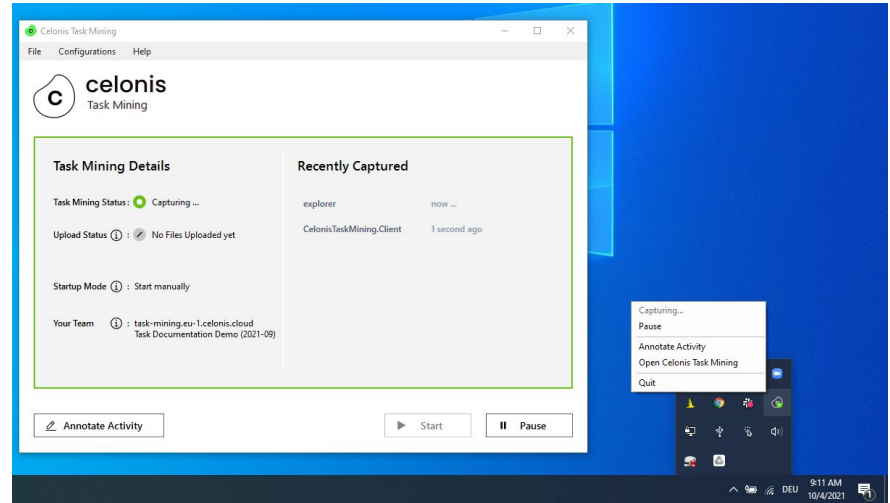 Celonis Task Mining
File Configurations Help
celonis
Task Mining
Task Mining Details
Task Mining Status: Capturing ...
Upload Status i : No Files Uploaded yet
Startup Mode i : Start manually
Your Team i : task-mining.eu-1.celonis.cloud
Task Documentation Demo (2021-09)
Recently Captured
explorer now ...
CelonisTaskMining.Client 1 second ago
Annotate Activity
Start
Pause
Capturing...
Pause
Annotate Activity
Open Celonis Task Mining
Quit
DEU
9:11 AM
10/4/2021
1